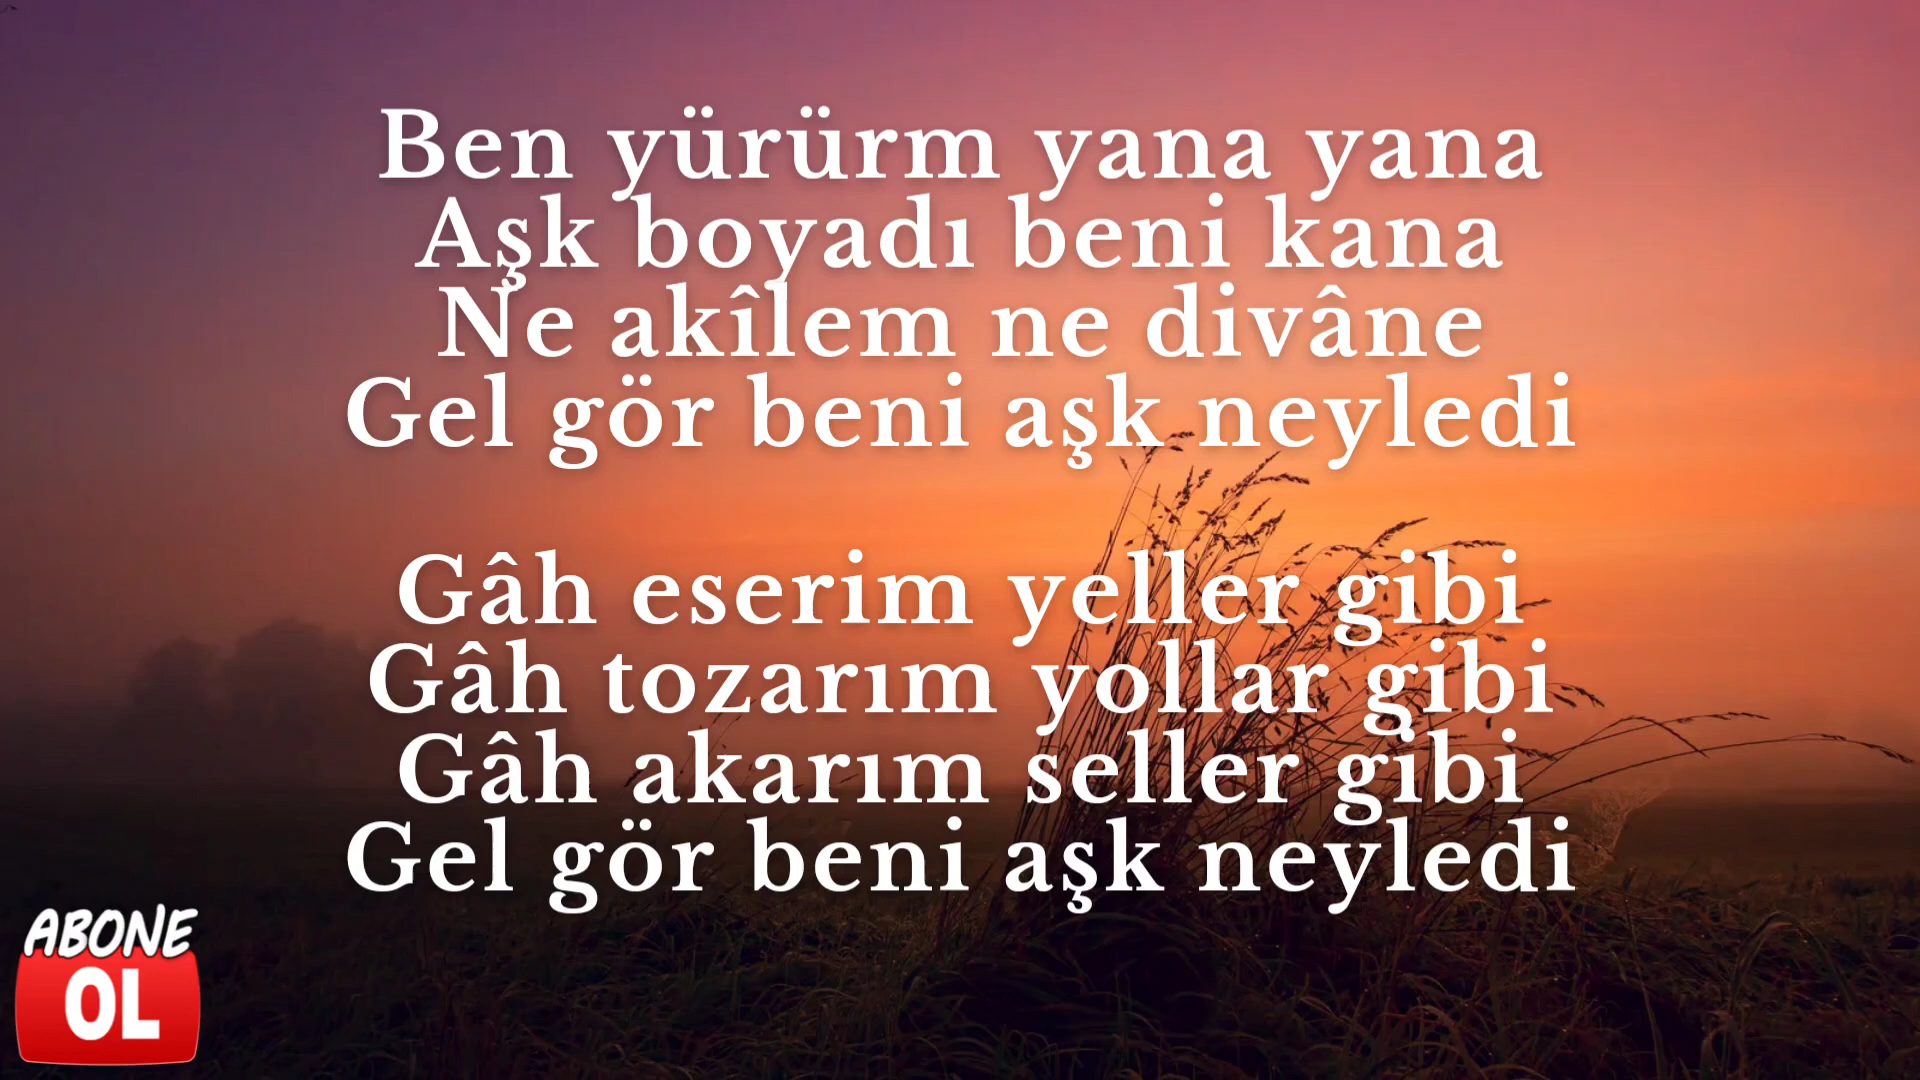 Ben yürürm yana yana
Aşk boyadı beni kana
Ne akîlem ne divâne
Gel gör beni aşk neyledi
Gâh eserim yeller gibi
Gâh tozarım yollar gibi
Gâh akarım seller gibi
Gel gör beni aşk neyledi
ABONE
OL